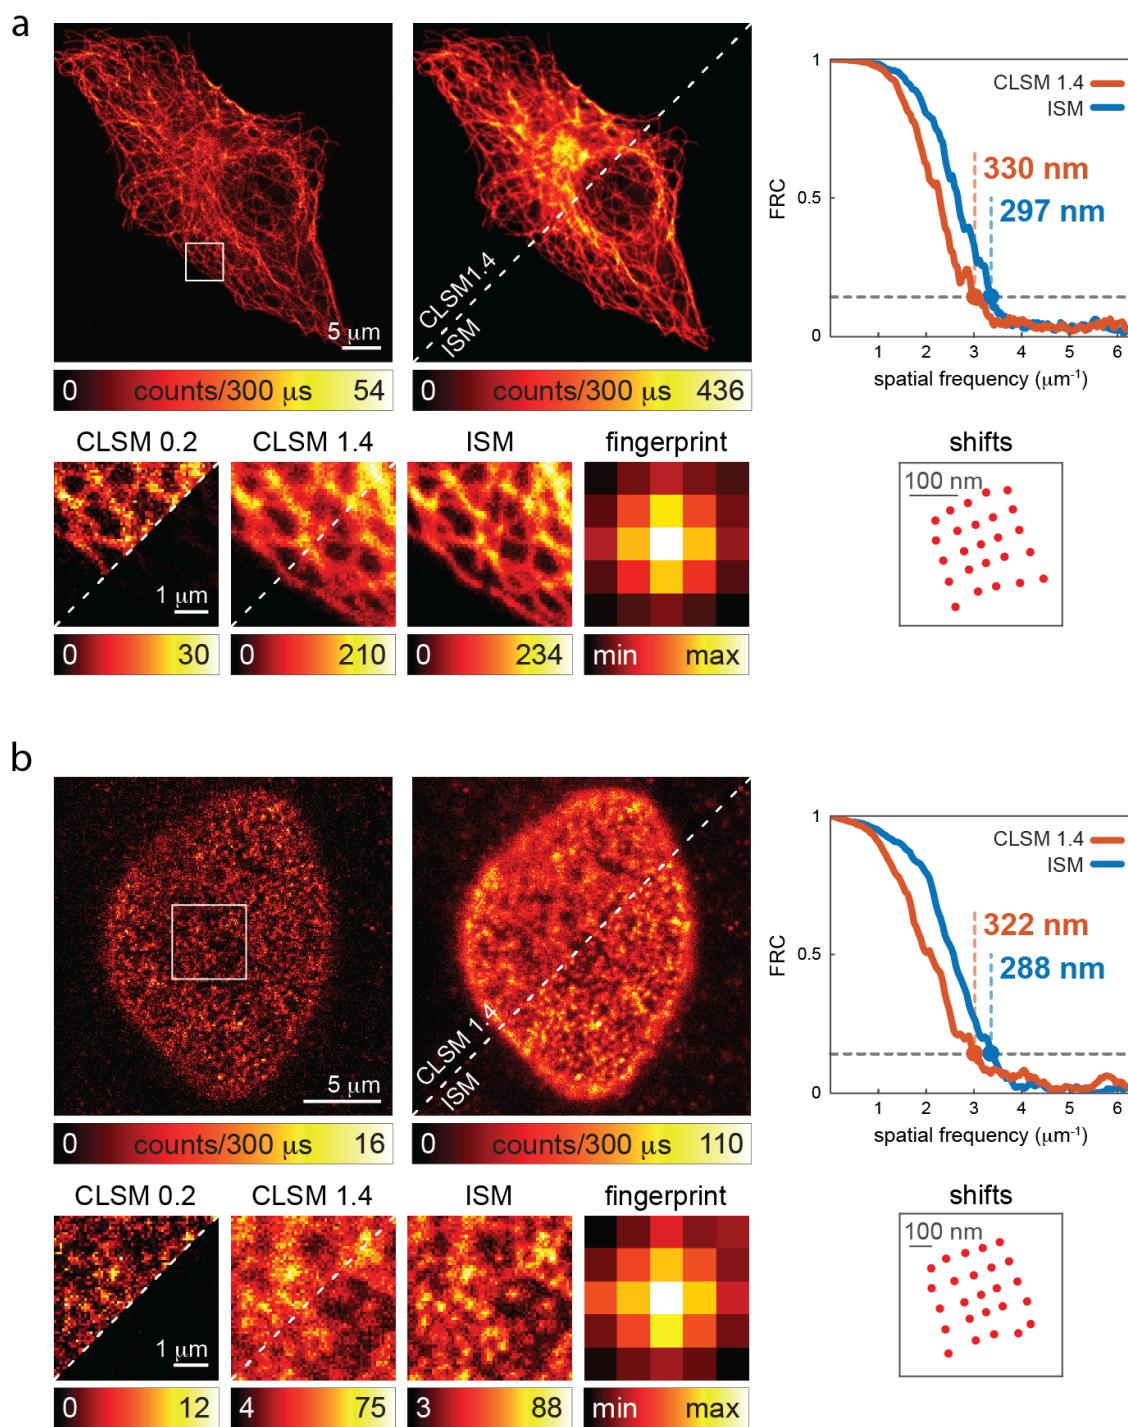 a
5 μm
CLSM1.4
ISM
0 counts/300 μs 54
0 counts/300 μs 436
1
0.5
0
FRC
CLSM 1.4
ISM
330 nm
297 nm
1 2 3 4 5 6
spatial frequency (μm⁻¹)
CLSM 0.2
CLSM 1.4
ISM
fingerprint
shifts
1 μm
100 nm
0 30
0 210
0 234
min max
b
5 μm
CLSM 1.4
ISM
0 counts/300 μs 16
0 counts/300 μs 110
1
0.5
0
FRC
CLSM 1.4
ISM
322 nm
288 nm
1 2 3 4 5 6
spatial frequency (μm⁻¹)
CLSM 0.2
CLSM 1.4
ISM
fingerprint
shifts
1 μm
100 nm
0 12
4 75
3 88
min max